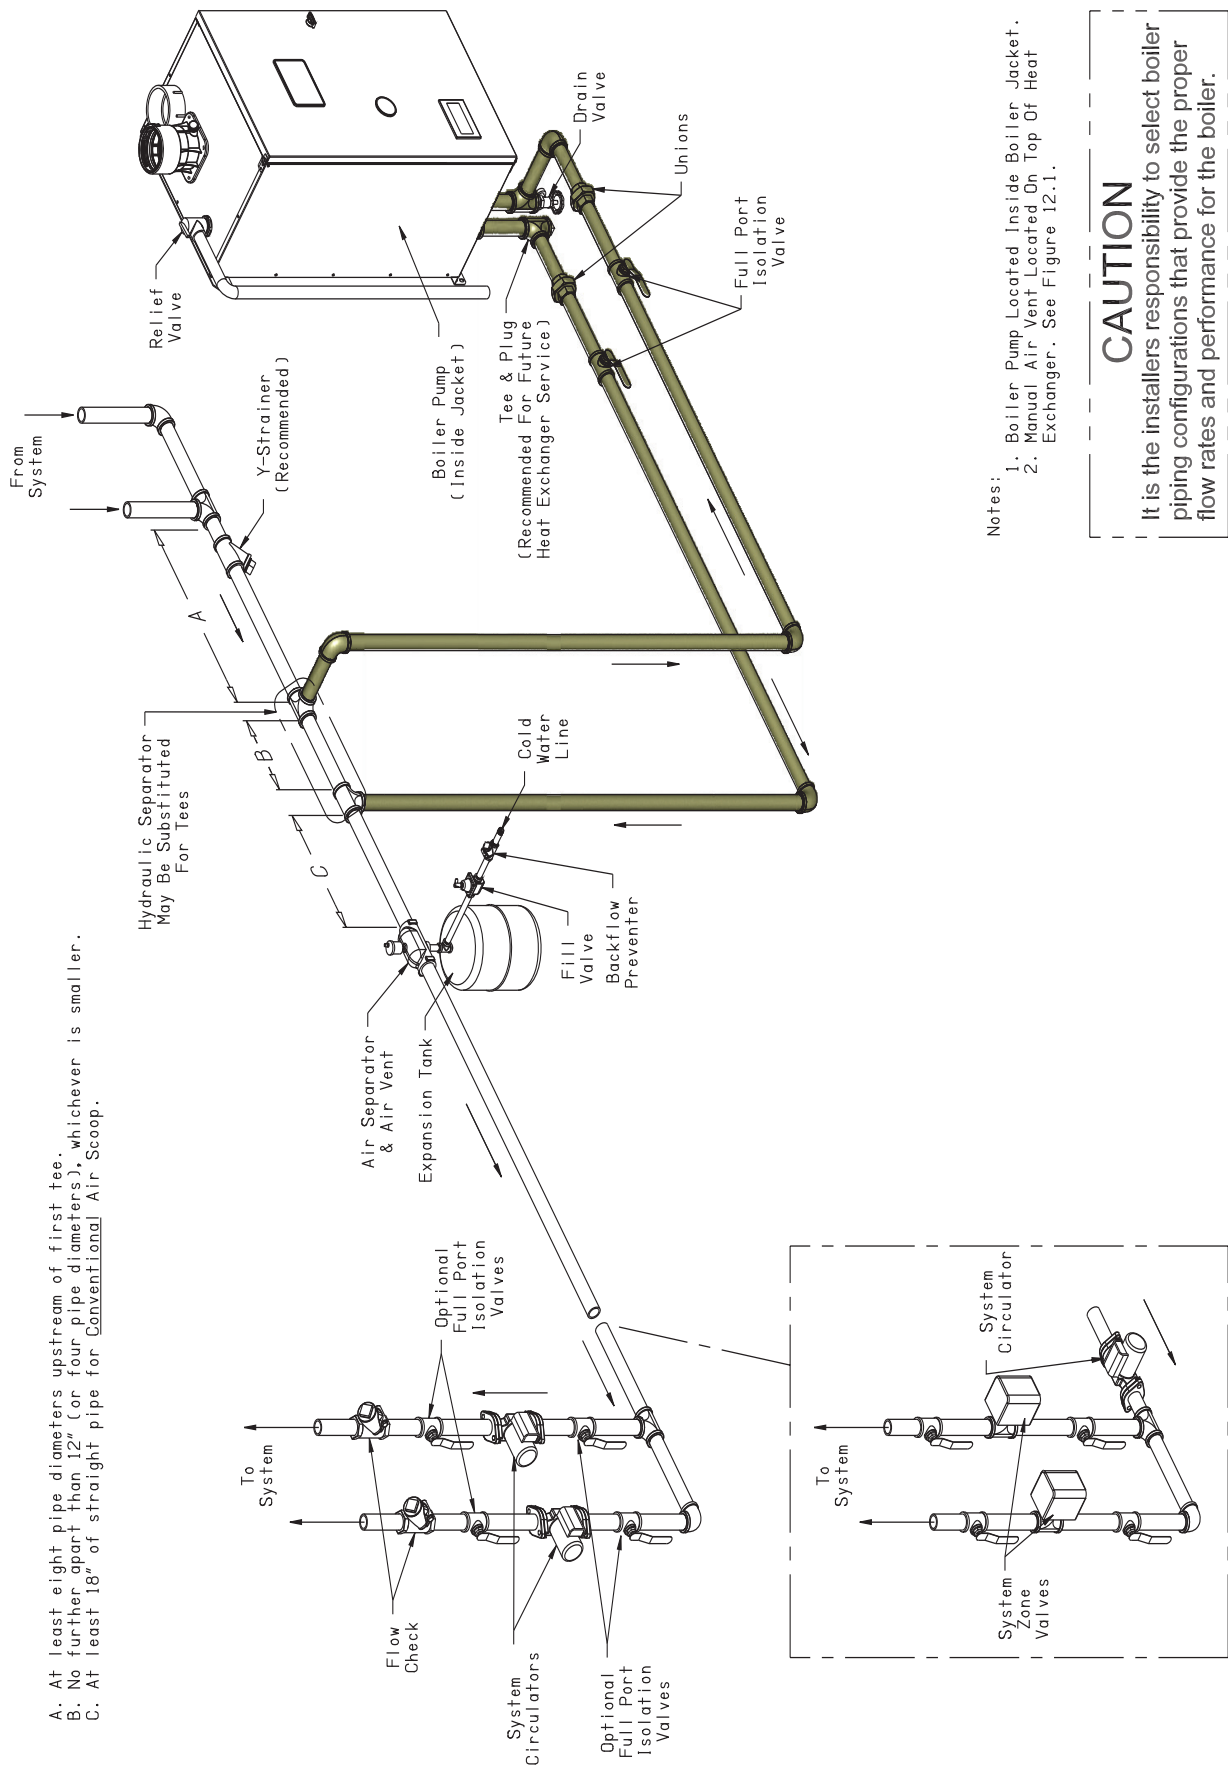 A. At least eight pipe diameters upstream of first tee.
B. No further apart than 12" (or four pipe diameters), whichever is smaller.
C. At least 18" of straight pipe for Conventional Air Scoop.
From
System
Y-Strainer
(Recommended)
Relief
Valve
A
Hydraulic Separator
May Be Substituted
For Tees
B
C
Boiler Pump
(Inside Jacket)
Tee & Plug
(Recommended For Future
Heat Exchanger Service)
Drain
Valve
Unions
Full Port
Isolation
Valve
Cold
Water
Line
Fill
Valve
Backflow
Preventer
Air Separator
& Air Vent
Expansion Tank
Optional
Full Port
Isolation
Valves
To
System
Flow
Check
System
Circulators
Optional
Full Port
Isolation
Valves
To
System
System
Circulator
System
Zone
Valves
Notes:
1. Boiler Pump Located Inside Boiler Jacket.
2. Manual Air Vent Located On Top Of Heat
Exchanger. See Figure 12.1.
CAUTION
It is the installers responsibility to select boiler
piping configurations that provide the proper
flow rates and performance for the boiler.